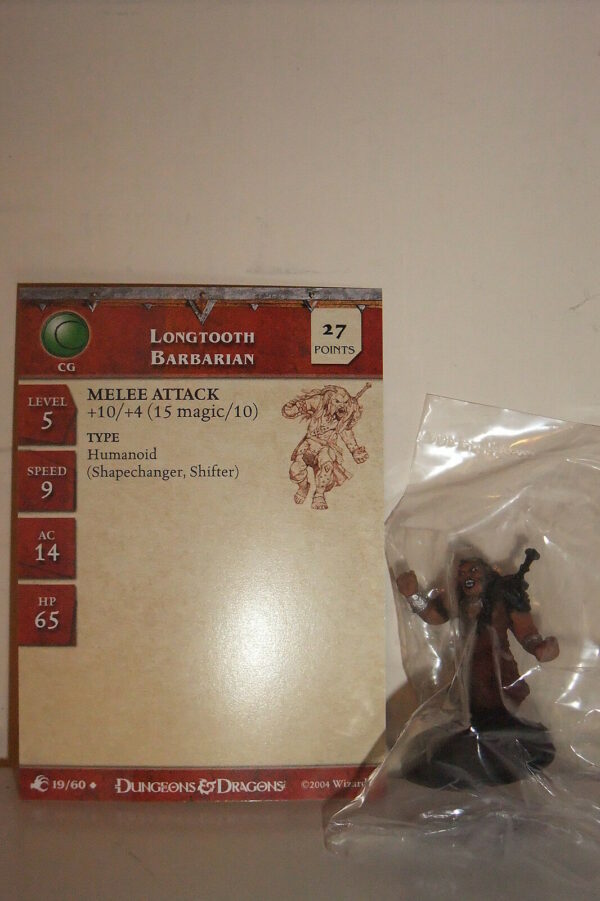 CG
LONGTOOTH
BARBARIAN
27
POINTS
LEVEL
5
SPEED
9
AC
14
HP
65
MELEE ATTACK
+10/+4 (15 magic/10)
TYPE
Humanoid
(Shapechanger, Shifter)
19/60 ◆ DUNGEONS & DRAGONS ©2004 Wizar